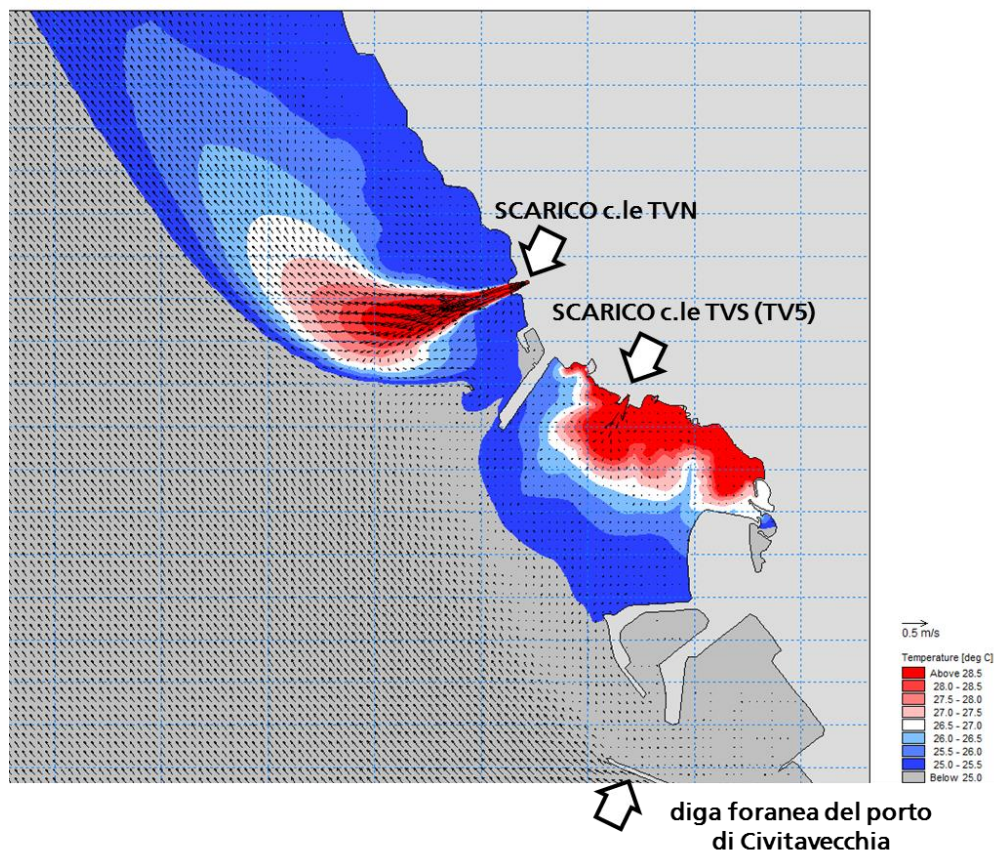 SCARICO c.le TVN
SCARICO c.le TVS (TV5)
0.5 m/s
Temperature [deg C]
Above 28.5
28.0 - 28.5
27.5 - 28.0
27.0 - 27.5
26.5 - 27.0
26.0 - 26.5
25.5 - 26.0
25.0 - 25.5
Below 25.0
diga foranea del porto
di Civitavecchia